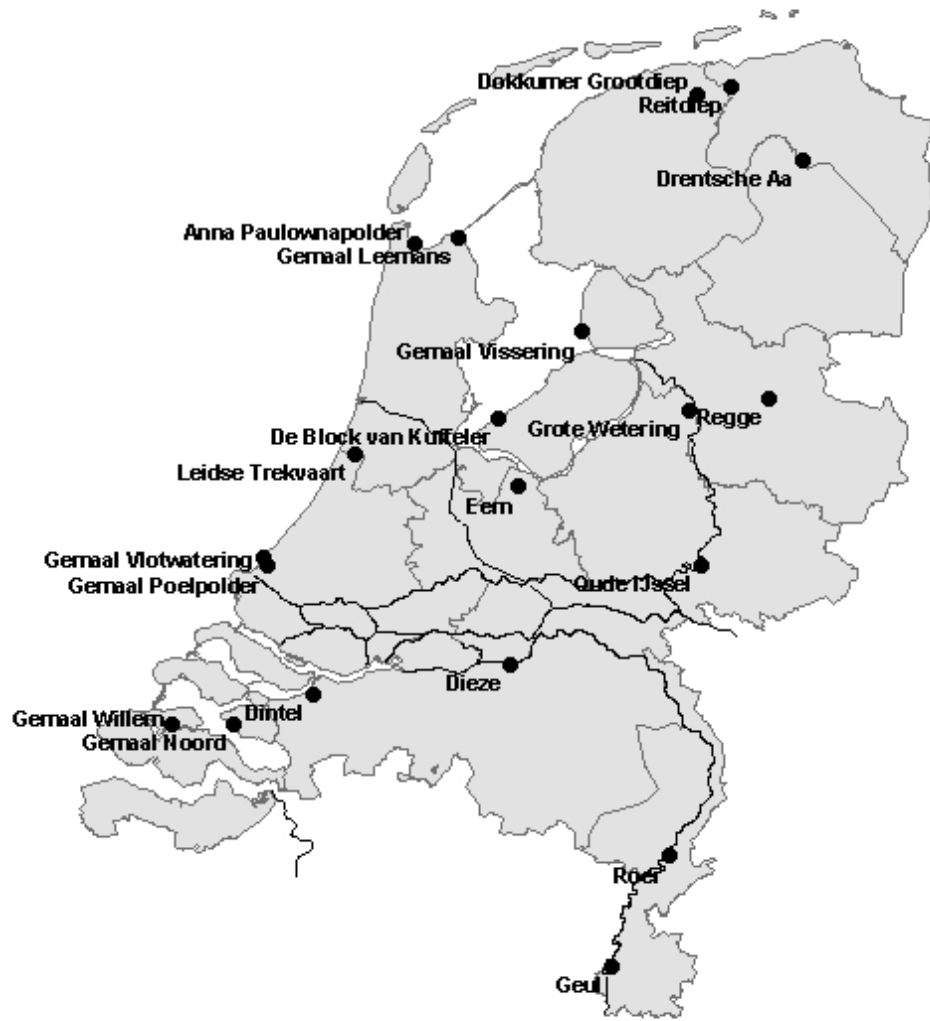 Dokkumer Grootdiep
Reitdiep
Drentsche Aa
Anna Paulownapolder
Gemaal Leemans
Gemaal Vissering
Grote Wetering
Regge
De Block van Kuffeler
Leidse Trekvaart
Eem
Gemaal Vlotwatering
Gemaal Poelpolder
Oude IJssel
Dieze
Dintel
Gemaal Willem
Gemaal Noord
Roer
Geul